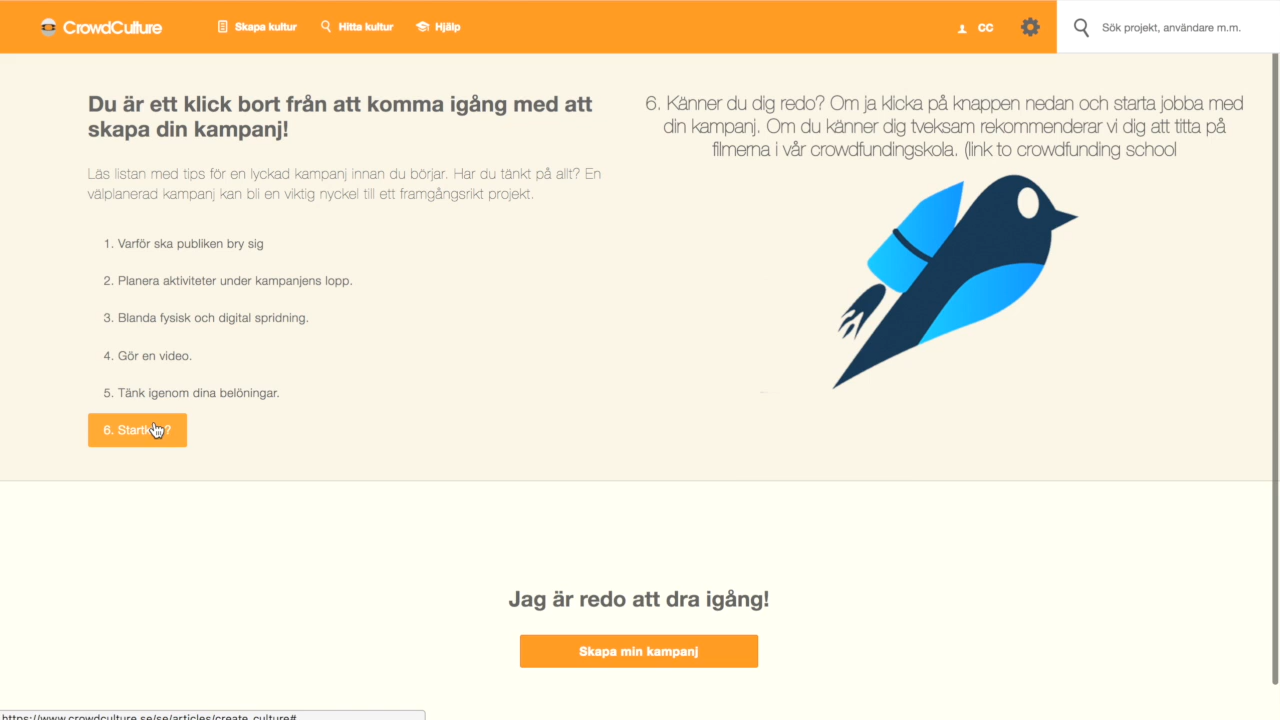 CrowdCulture
Skapa kultur
Hitta kultur
Hjälp
CC
Sök projekt, användare m.m.
Du är ett klick bort från att komma igång med att
skapa din kampanj!
Läs listan med tips för en lyckad kampanj innan du börjar. Har du tänkt på allt? En
välplanerad kampanj kan bli en viktig nyckel till ett framgångsrikt projekt.
1. Varför ska publiken bry sig
2. Planera aktiviteter under kampanjens lopp.
3. Blanda fysisk och digital spridning.
4. Gör en video.
5. Tänk igenom dina belöningar.
6.
6. Känner du dig redo? Om ja klicka på knappen nedan och starta jobba med
din kampanj. Om du känner dig tveksam rekommenderar vi dig att titta på
filmerna i vår crowdfundingskola. (link to crowdfunding school
Jag är redo att dra igång!
Skapa min kampanj
https://www.crowdculture.se/se/articles/create_culture#